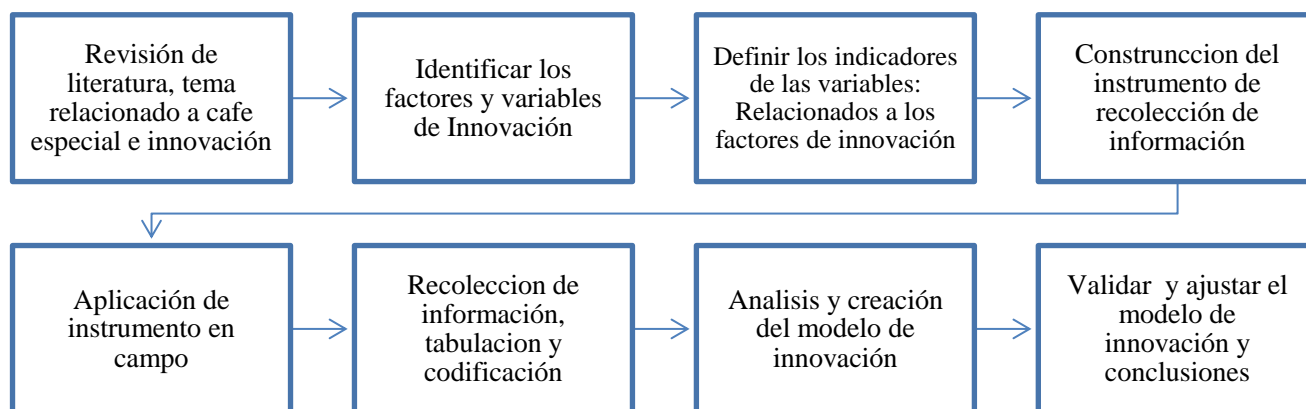 Revisión de
literatura, tema
relacionado a cafe
especial e innovación
Identificar los
factores y variables
de Innovación
Definir los indicadores
de las variables:
Relacionados a los
factores de innovación
Construnccion del
instrumento de
recolección de
información
Aplicación de
instrumento en
campo
Recoleccion de
información,
tabulacion y
codificación
Analisis y creación
del modelo de
innovación
Validar y ajustar el
modelo de
innovación y
conclusiones